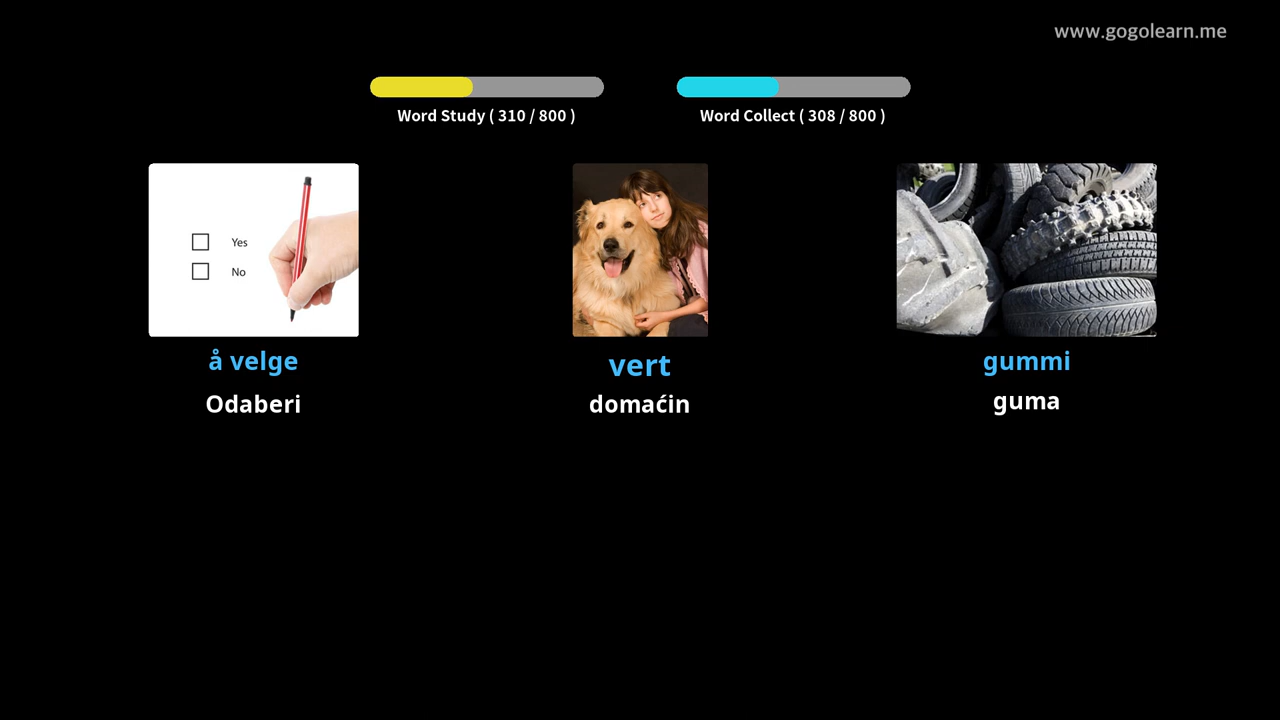 www.gogolearn.me
Word Study ( 310 / 800 )
Word Collect ( 308 / 800 )
Yes
No
å velge
vert
gummi
Odaberi
domaćin
guma